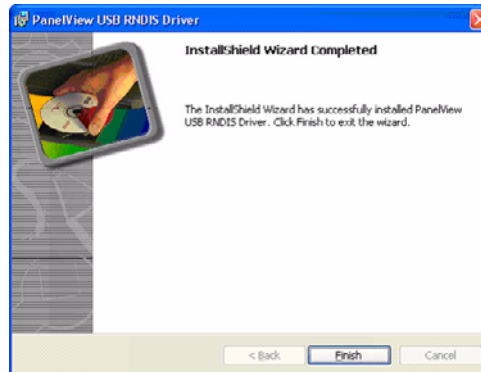 PanelView USB RNDIS Driver
InstallShield Wizard Completed
The InstallShield Wizard has successfully installed PanelView
USB RNDIS Driver. Click Finish to exit the wizard.
< Back
Finish
Cancel